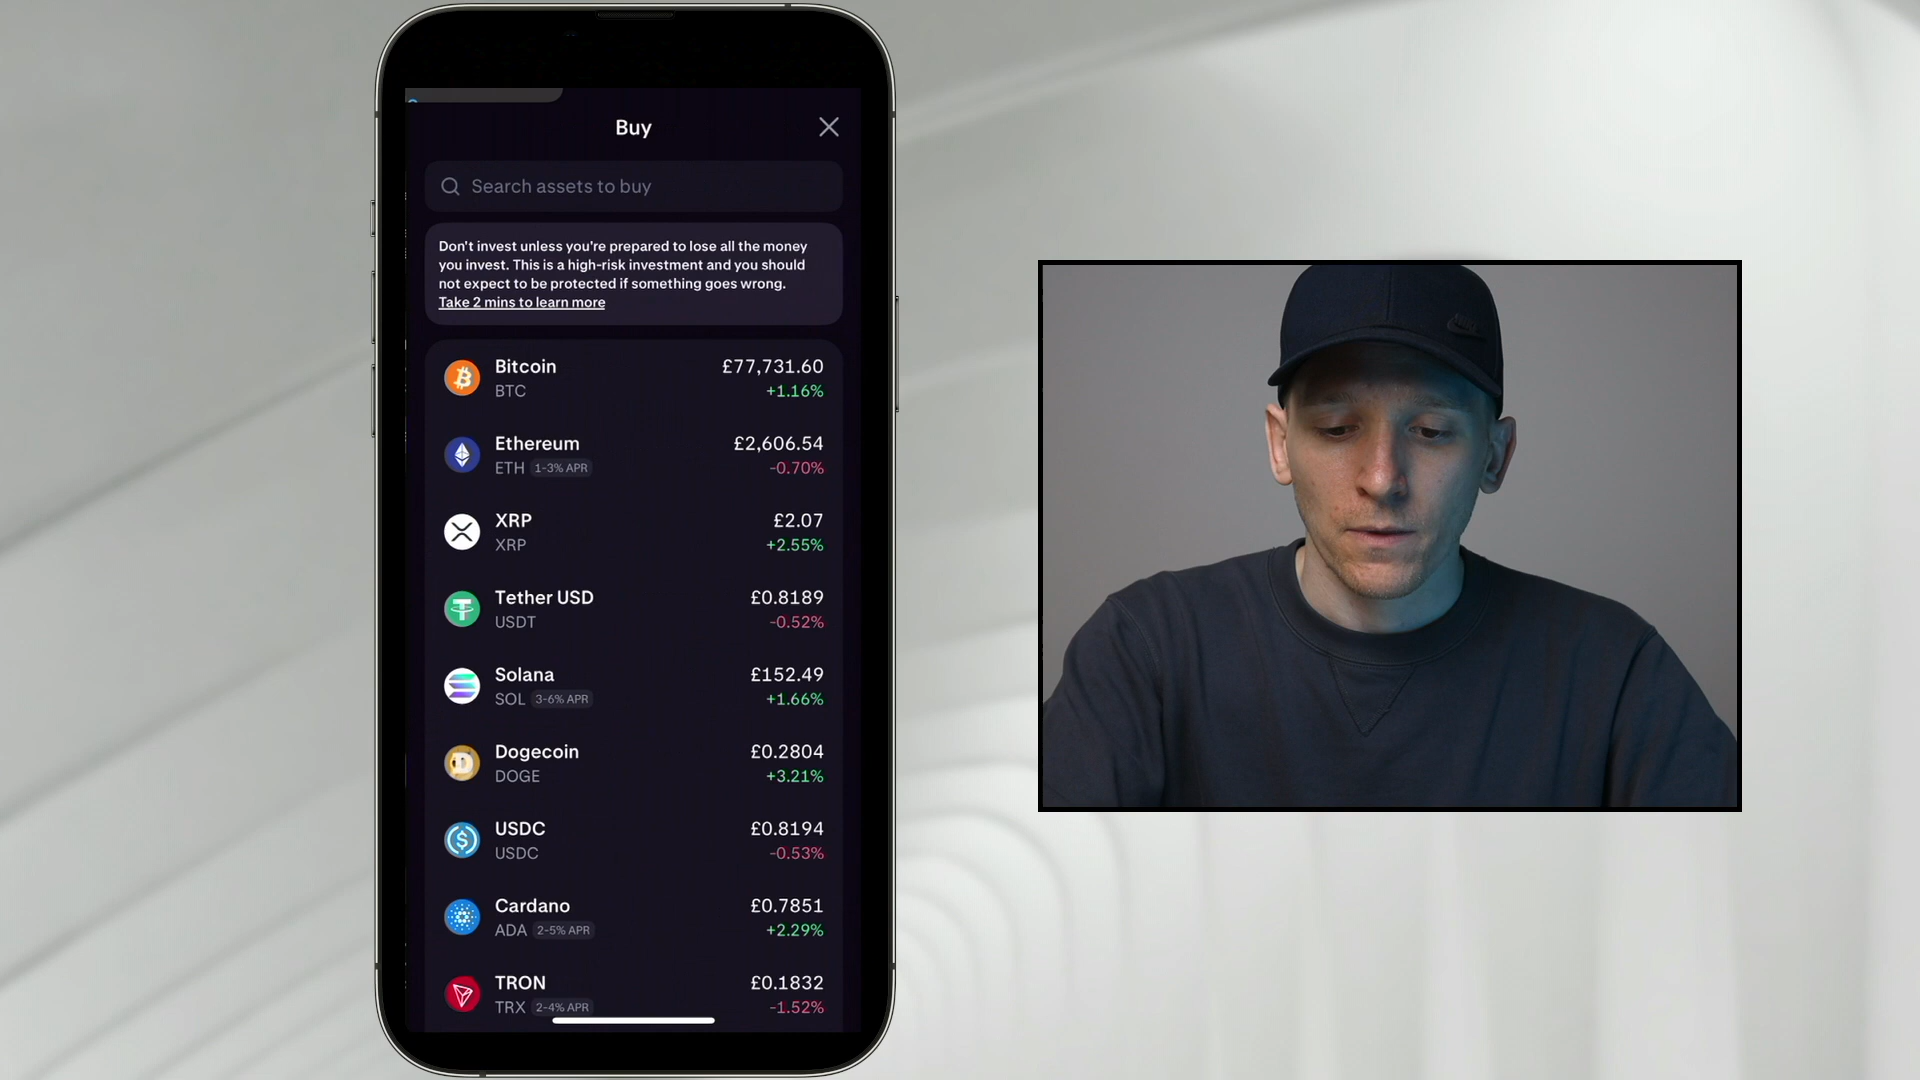 Buy
Search assets to buy
Don't invest unless you're prepared to lose all the money
you invest. This is a high-risk investment and you should
not expect to be protected if something goes wrong.
Take 2 mins to learn more
Bitcoin £77,731.60
BTC +1.16%
Ethereum £2,606.54
ETH 1-3% APR -0.70%
XRP £2.07
XRP +2.55%
Tether USD £0.8189
USDT -0.52%
Solana £152.49
SOL 3-6% APR +1.66%
Dogecoin £0.2804
DOGE +3.21%
USDC £0.8194
USDC -0.53%
Cardano £0.7851
ADA 2-5% APR +2.29%
TRON £0.1832
TRX 2-4% APR -1.52%